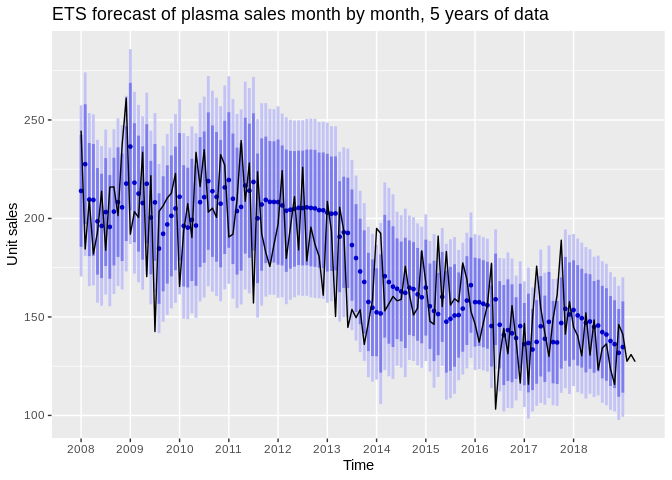 ETS forecast of plasma sales month by month, 5 years of data
Unit sales
250
200
150
100
2008 2009 2010 2011 2012 2013 2014 2015 2016 2017 2018
Time